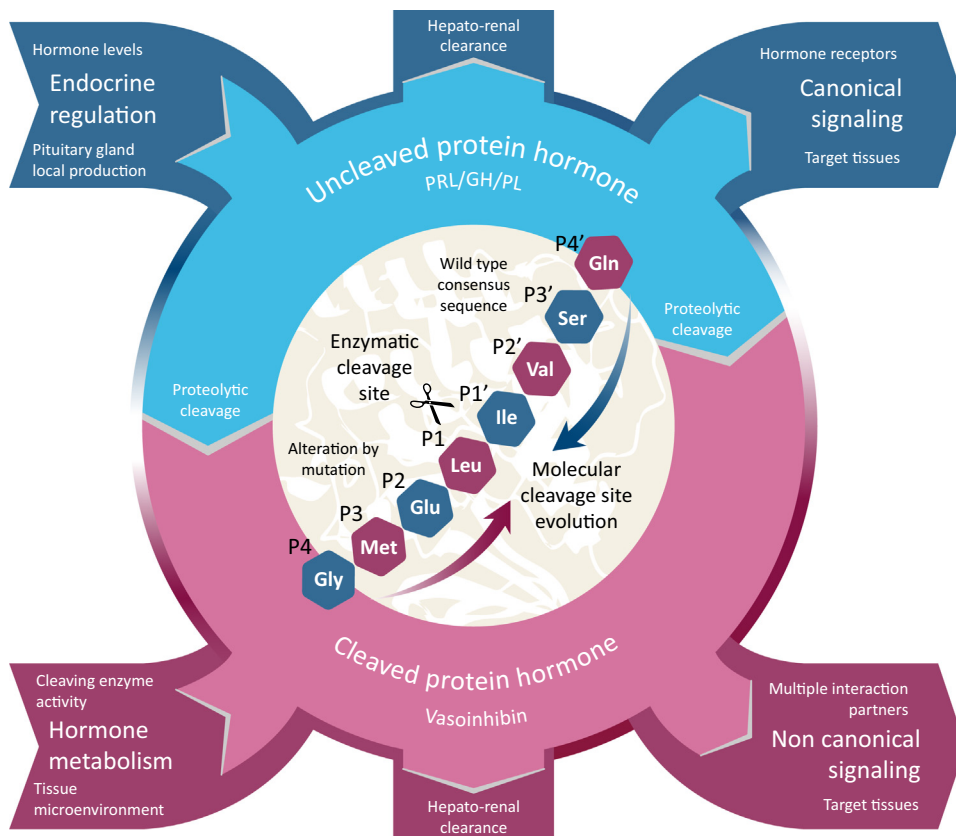 Hormone levels
Endocrine
regulation
Pituitary gland
local production
Hepato-renal
clearance
Hormone receptors
Canonical
signaling
Target tissues
Uncleaved protein hormone
PRL/GH/PL
Proteolytic
cleavage
Proteolytic
cleavage
Wild type
consensus
sequence
Enzymatic
cleavage
site
Alteration by
mutation
P4’
Gln
P3’
Ser
P2’
Val
P1’
Ile
P1
Leu
P2
Glu
P3
Met
P4
Gly
Molecular
cleavage site
evolution
Cleaved protein hormone
Vasoinhibin
Cleaving enzyme
activity
Hormone
metabolism
Tissue
microenvironment
Hepato-renal
clearance
Multiple interaction
partners
Non canonical
signaling
Target tissues